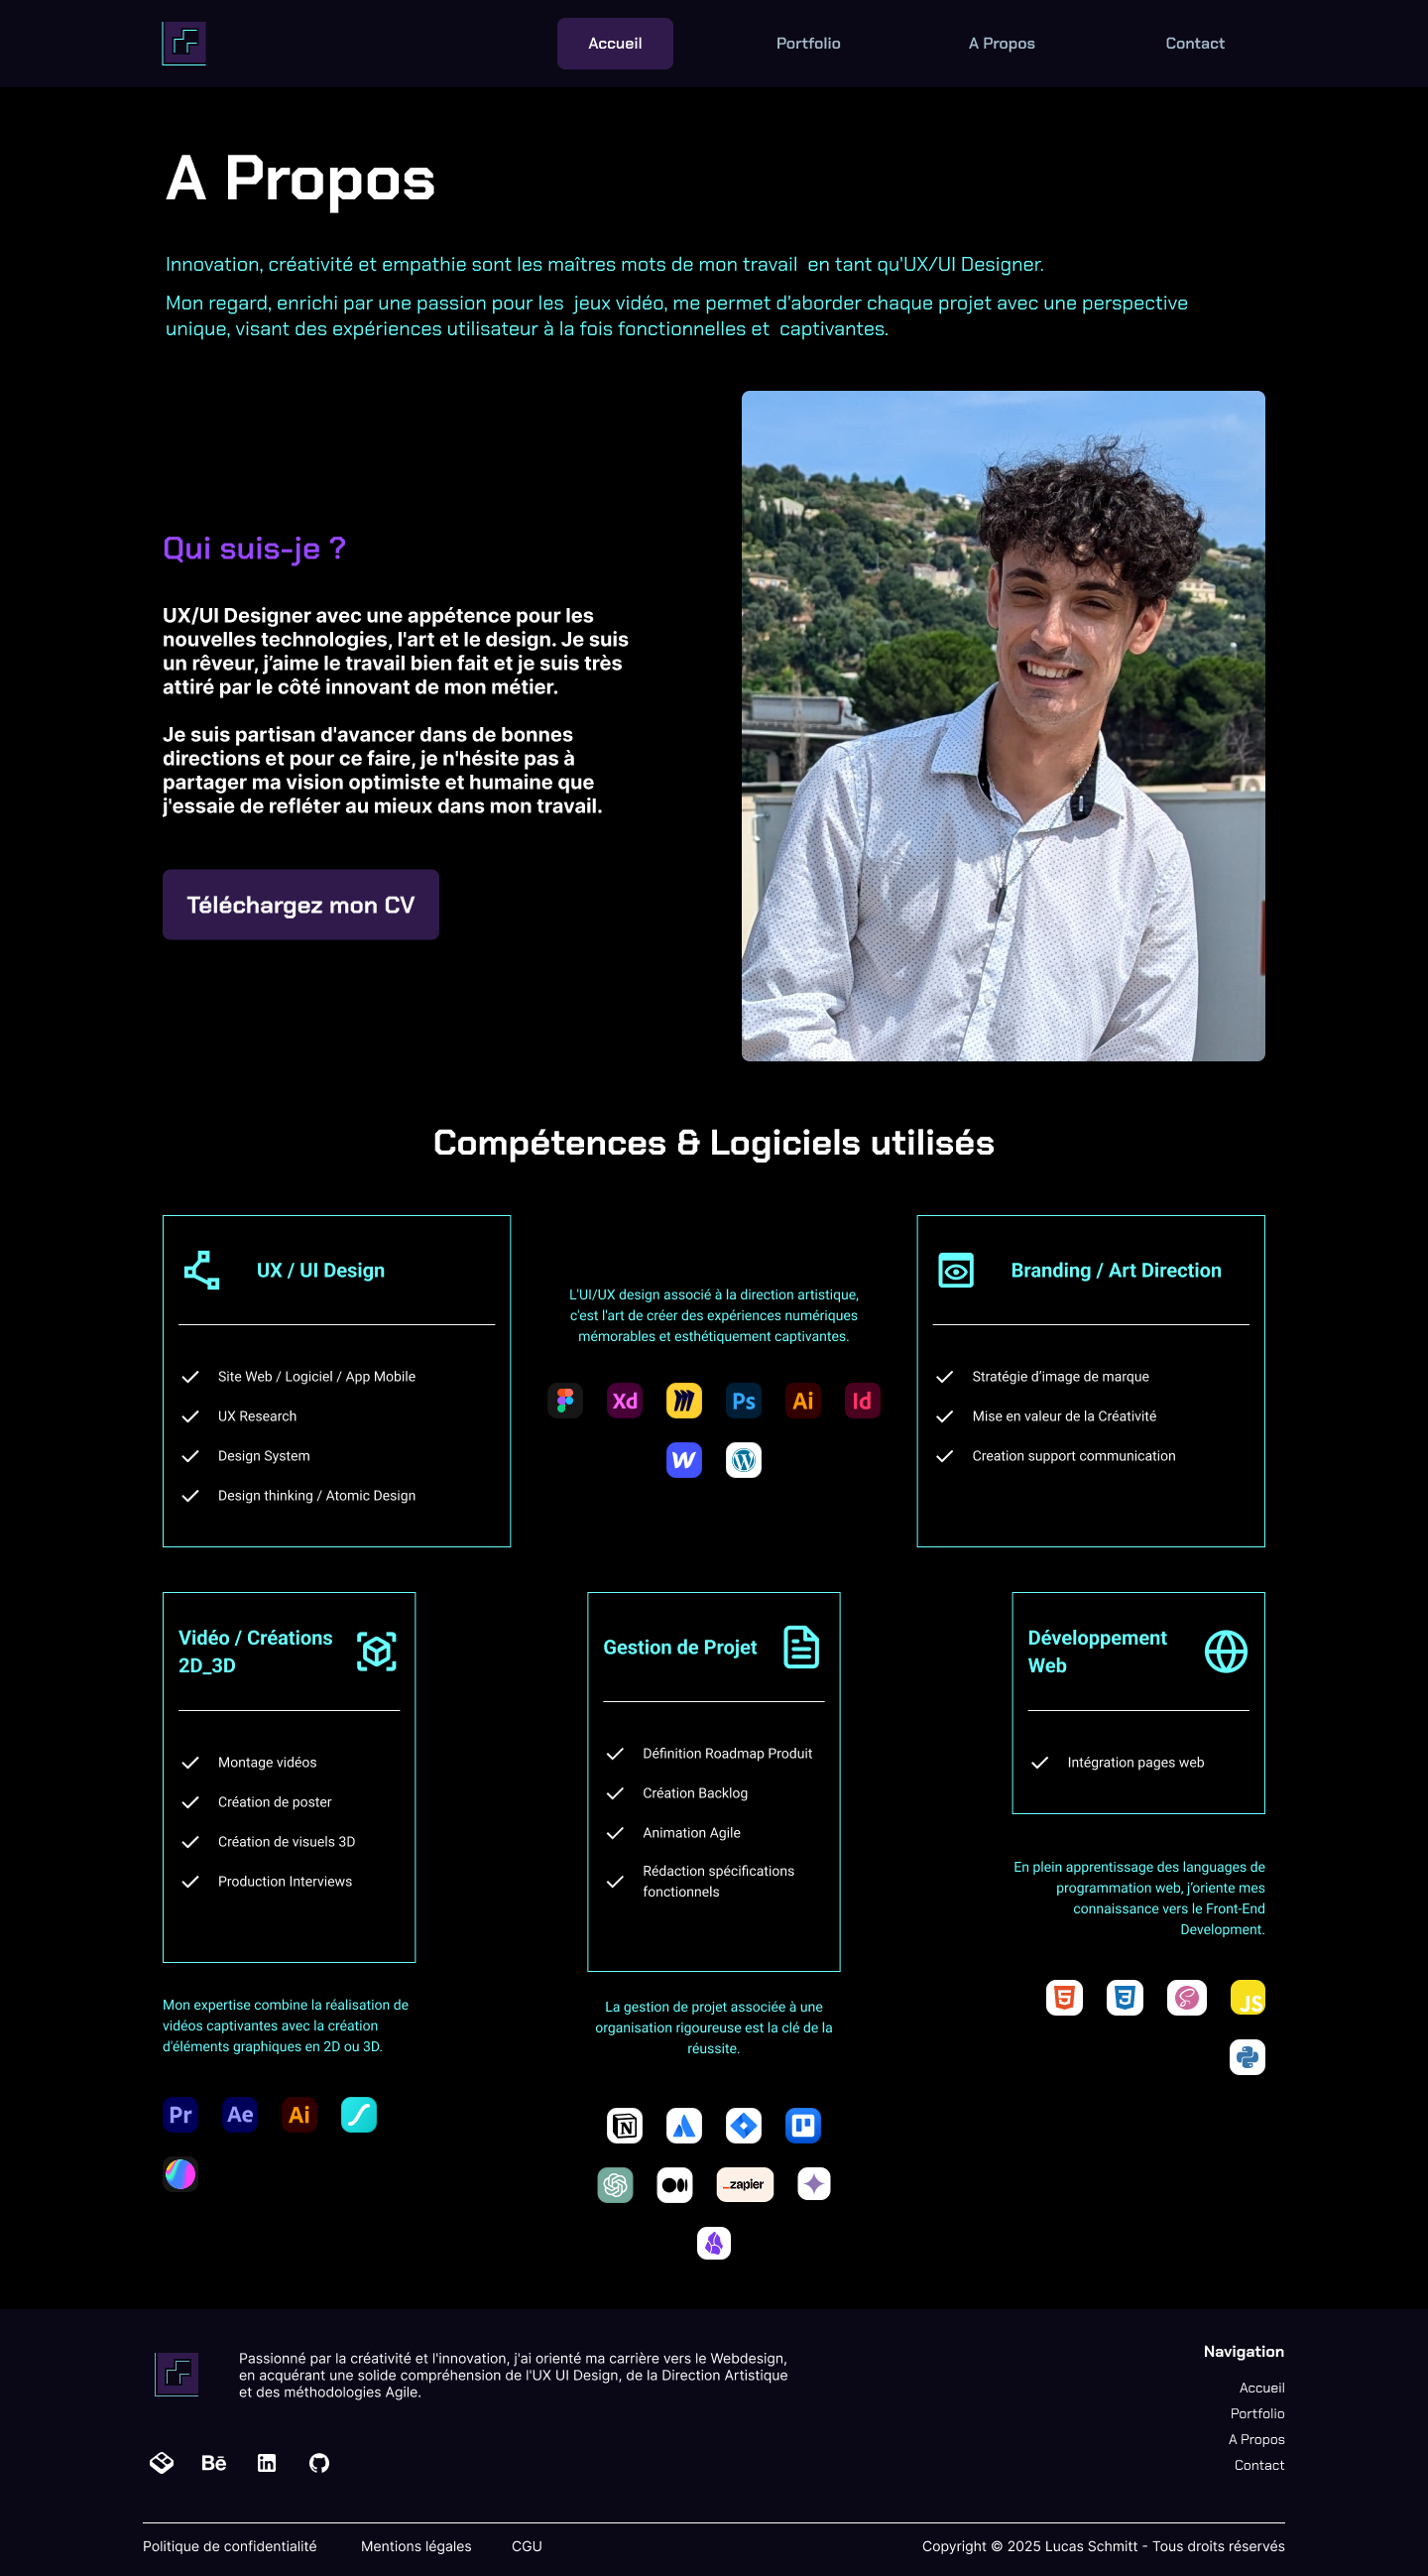 Accueil
Portfolio
A Propos
Contact
A Propos
Innovation, créativité et empathie sont les maîtres mots de mon travail  en tant qu'UX/UI Designer.
Mon regard, enrichi par une passion pour les  jeux vidéo, me permet d'aborder chaque projet avec une perspective
unique, visant des expériences utilisateur à la fois fonctionnelles et  captivantes.
Qui suis-je ?
UX/UI Designer avec une appétence pour les
nouvelles technologies, l'art et le design. Je suis
un rêveur, j’aime le travail bien fait et je suis très
attiré par le côté innovant de mon métier.
Je suis partisan d'avancer dans de bonnes
directions et pour ce faire, je n'hésite pas à
partager ma vision optimiste et humaine que
j'essaie de refléter au mieux dans mon travail.
Téléchargez mon CV
Compétences & Logiciels utilisés
UX / UI Design
Site Web / Logiciel / App Mobile
UX Research
Design System
Design thinking / Atomic Design
L'UI/UX design associé à la direction artistique,
c'est l'art de créer des expériences numériques
mémorables et esthétiquement captivantes.
Xd
Ps
Ai
Id
Branding / Art Direction
Stratégie d’image de marque
Mise en valeur de la Créativité
Creation support communication
Vidéo / Créations
2D_3D
Montage vidéos
Création de poster
Création de visuels 3D
Production Interviews
Mon expertise combine la réalisation de
vidéos captivantes avec la création
d'éléments graphiques en 2D ou 3D.
Pr
Ae
Ai
Gestion de Projet
Définition Roadmap Produit
Création Backlog
Animation Agile
Rédaction spécifications
fonctionnels
La gestion de projet associée à une
organisation rigoureuse est la clé de la
réussite.
zapier
Développement
Web
Intégration pages web
En plein apprentissage des languages de
programmation web, j’oriente mes
connaissance vers le Front-End
Development.
JS
Passionné par la créativité et l'innovation, j'ai orienté ma carrière vers le Webdesign,
en acquérant une solide compréhension de l'UX UI Design, de la Direction Artistique
et des méthodologies Agile.
Bē
in
Navigation
Accueil
Portfolio
A Propos
Contact
Politique de confidentialité
Mentions légales
CGU
Copyright © 2025 Lucas Schmitt - Tous droits réservés